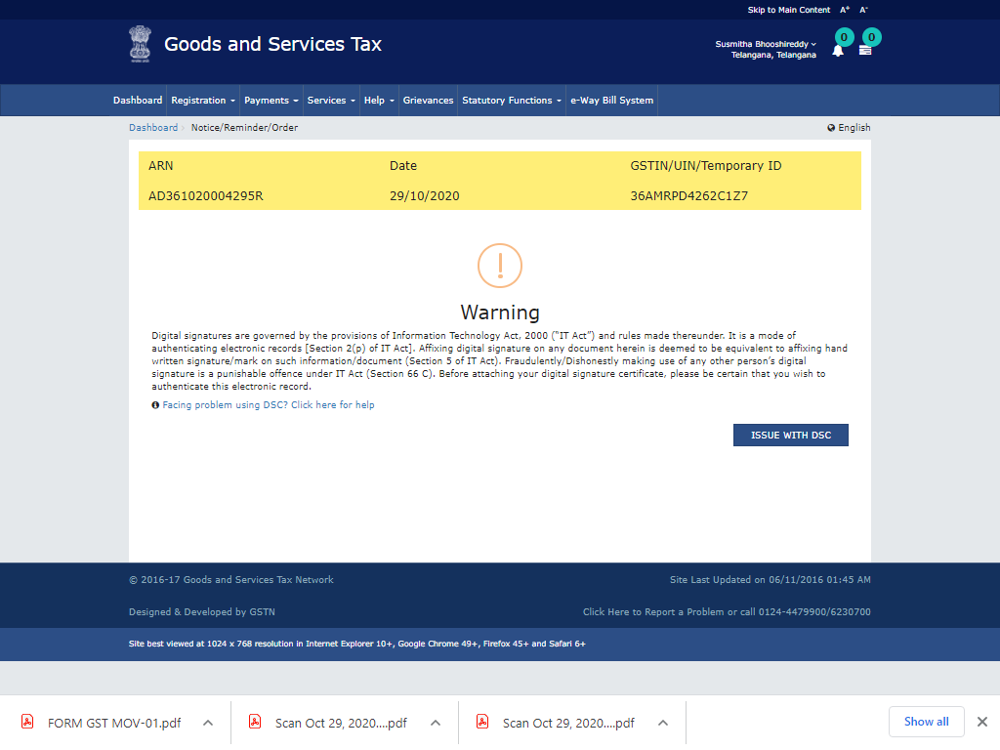 Skip to Main Content A+ A-
Goods and Services Tax
Susmitha Bhooshireddy
Telangana, Telangana
0 0
Dashboard Registration Payments Services Help Grievances Statutory Functions e-Way Bill System
Dashboard Notice/Reminder/Order English
ARN Date GSTIN/UIN/Temporary ID
AD361020004295R 29/10/2020 36AMRPD4262C1Z7
Warning
Digital signatures are governed by the provisions of Information Technology Act, 2000 (“IT Act”) and rules made thereunder. It is a mode of
authenticating electronic records [Section 2(p) of IT Act]. Affixing digital signature on any document herein is deemed to be equivalent to affixing hand
written signature/mark on such information/document (Section 5 of IT Act). Fraudulently/Dishonestly making use of any other person’s digital
signature is a punishable offence under IT Act (Section 66 C). Before attaching your digital signature certificate, please be certain that you wish to
authenticate this electronic record.
Facing problem using DSC? Click here for help
ISSUE WITH DSC
© 2016-17 Goods and Services Tax Network Site Last Updated on 06/11/2016 01:45 AM
Designed & Developed by GSTN Click Here to Report a Problem or call 0124-4479900/6230700
Site best viewed at 1024 x 768 resolution in Internet Explorer 10+, Google Chrome 49+, Firefox 45+ and Safari 6+
FORM GST MOV-01.pdf Scan Oct 29, 2020....pdf Scan Oct 29, 2020....pdf Show all